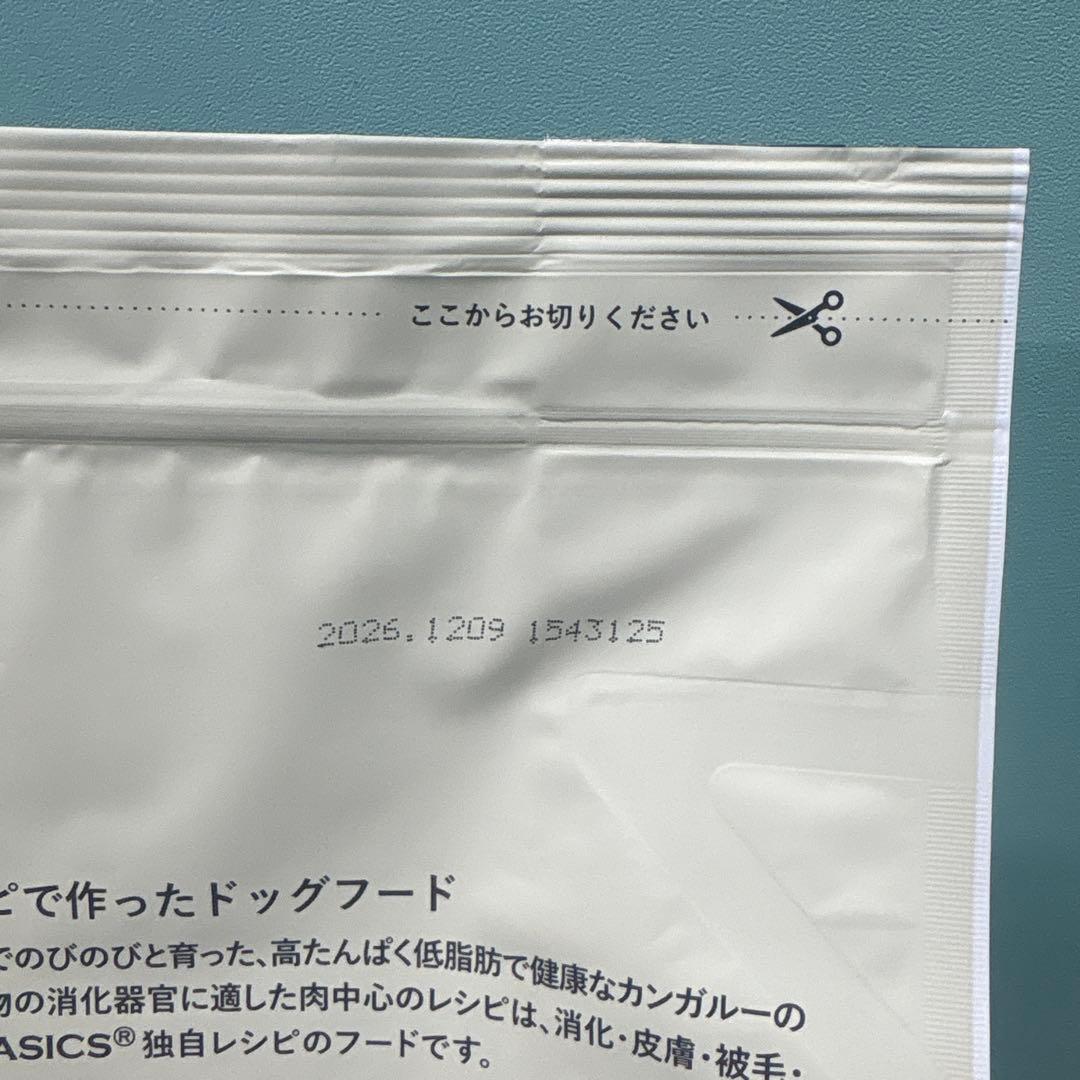 ここからお切りください
2026.1209 1543125
ピで作ったドッグフード
でのびのびと育った、高たんぱく低脂肪で健康なカンガルーの
物の消化器官に適した肉中心のレシピは、消化・皮膚・被毛・
ASICS®独自レシピのフードです。